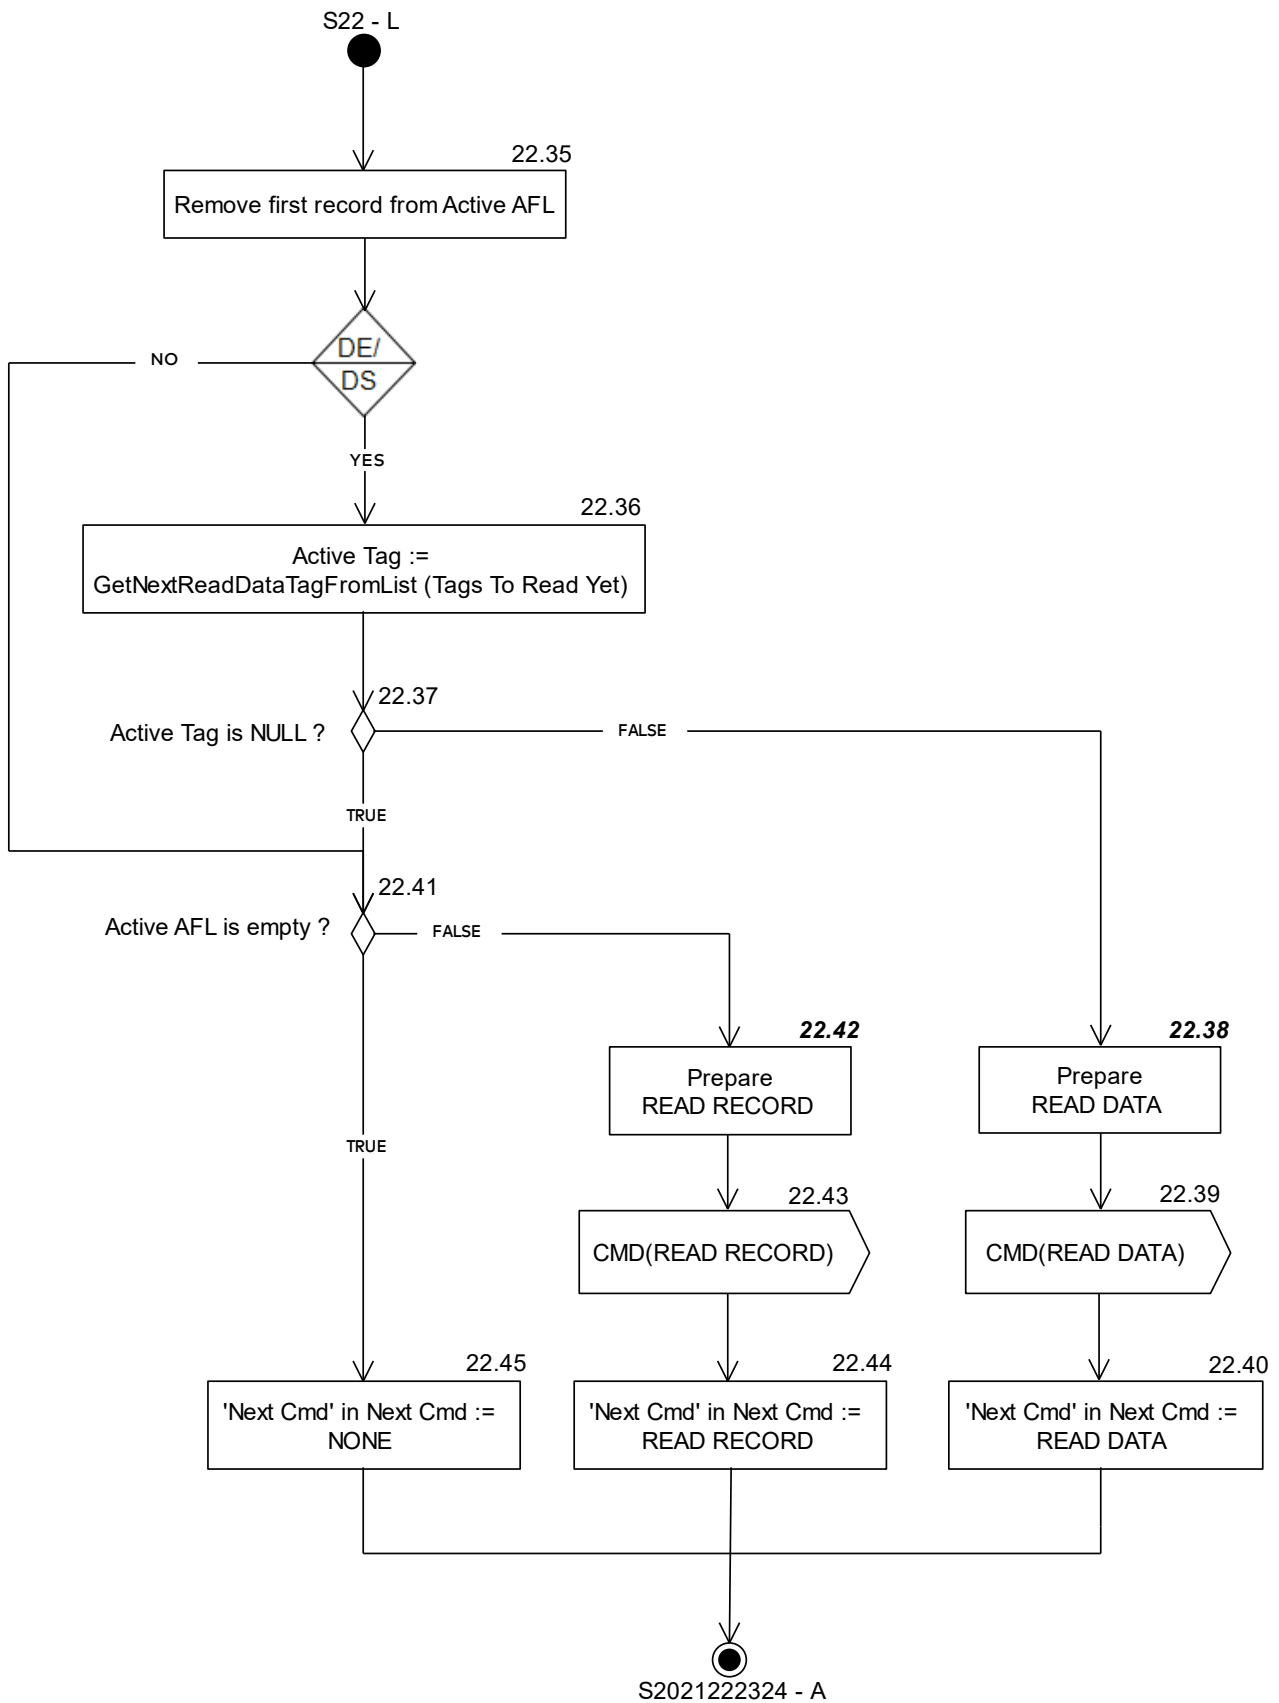 S22 - L
22.35
Remove first record from Active AFL
DE/
DS
NO
YES
22.36
Active Tag :=
GetNextReadDataTagFromList (Tags To Read Yet)
22.37
Active Tag is NULL ?
FALSE
TRUE
22.41
Active AFL is empty ?
FALSE
22.42
22.38
Prepare
READ RECORD
Prepare
READ DATA
TRUE
22.43
22.39
CMD(READ RECORD)
CMD(READ DATA)
22.45
22.44
22.40
'Next Cmd' in Next Cmd :=
NONE
'Next Cmd' in Next Cmd :=
READ RECORD
'Next Cmd' in Next Cmd :=
READ DATA
S2021222324 - A